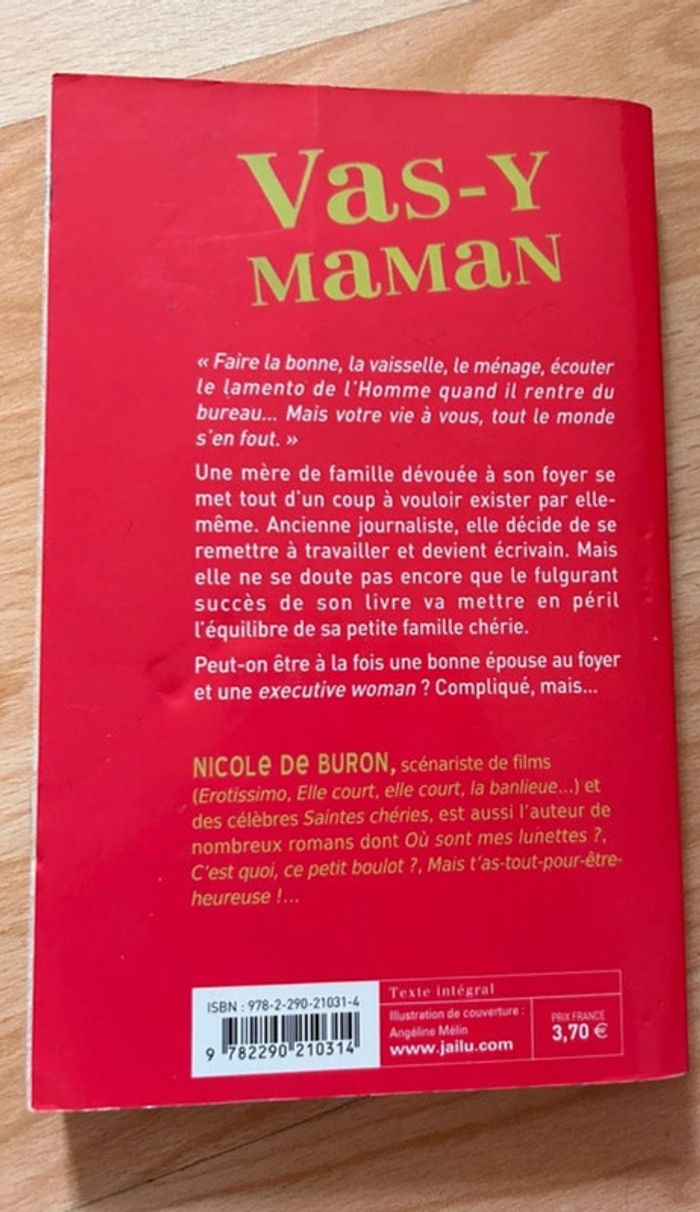 Vas-Y
MaMaN
« Faire la bonne, la vaisselle, le ménage, écouter
le lamento de l'Homme quand il rentre du
bureau... Mais votre vie à vous, tout le monde
s'en fout. »
Une mère de famille dévouée à son foyer se
met tout d'un coup à vouloir exister par elle-
même. Ancienne journaliste, elle décide de se
remettre à travailler et devient écrivain. Mais
elle ne se doute pas encore que le fulgurant
succès de son livre va mettre en péril
l'équilibre de sa petite famille chérie.
Peut-on être à la fois une bonne épouse au foyer
et une executive woman ? Compliqué, mais...
NICOLe De BURON, scénariste de films
(Erotissimo, Elle court, elle court, la banlieue...) et
des célèbres Saintes chéries, est aussi l'auteur de
nombreux romans dont Où sont mes lunettes ?,
C'est quoi, ce petit boulot ?, Mais t'as-tout-pour-être-
heureuse !...
ISBN : 978-2-290-21031-4
9 782290 210314
Texte intégral
Illustration de couverture :
Angéline Mélin
www.jailu.com
PRIX FRANCE
3,70 €